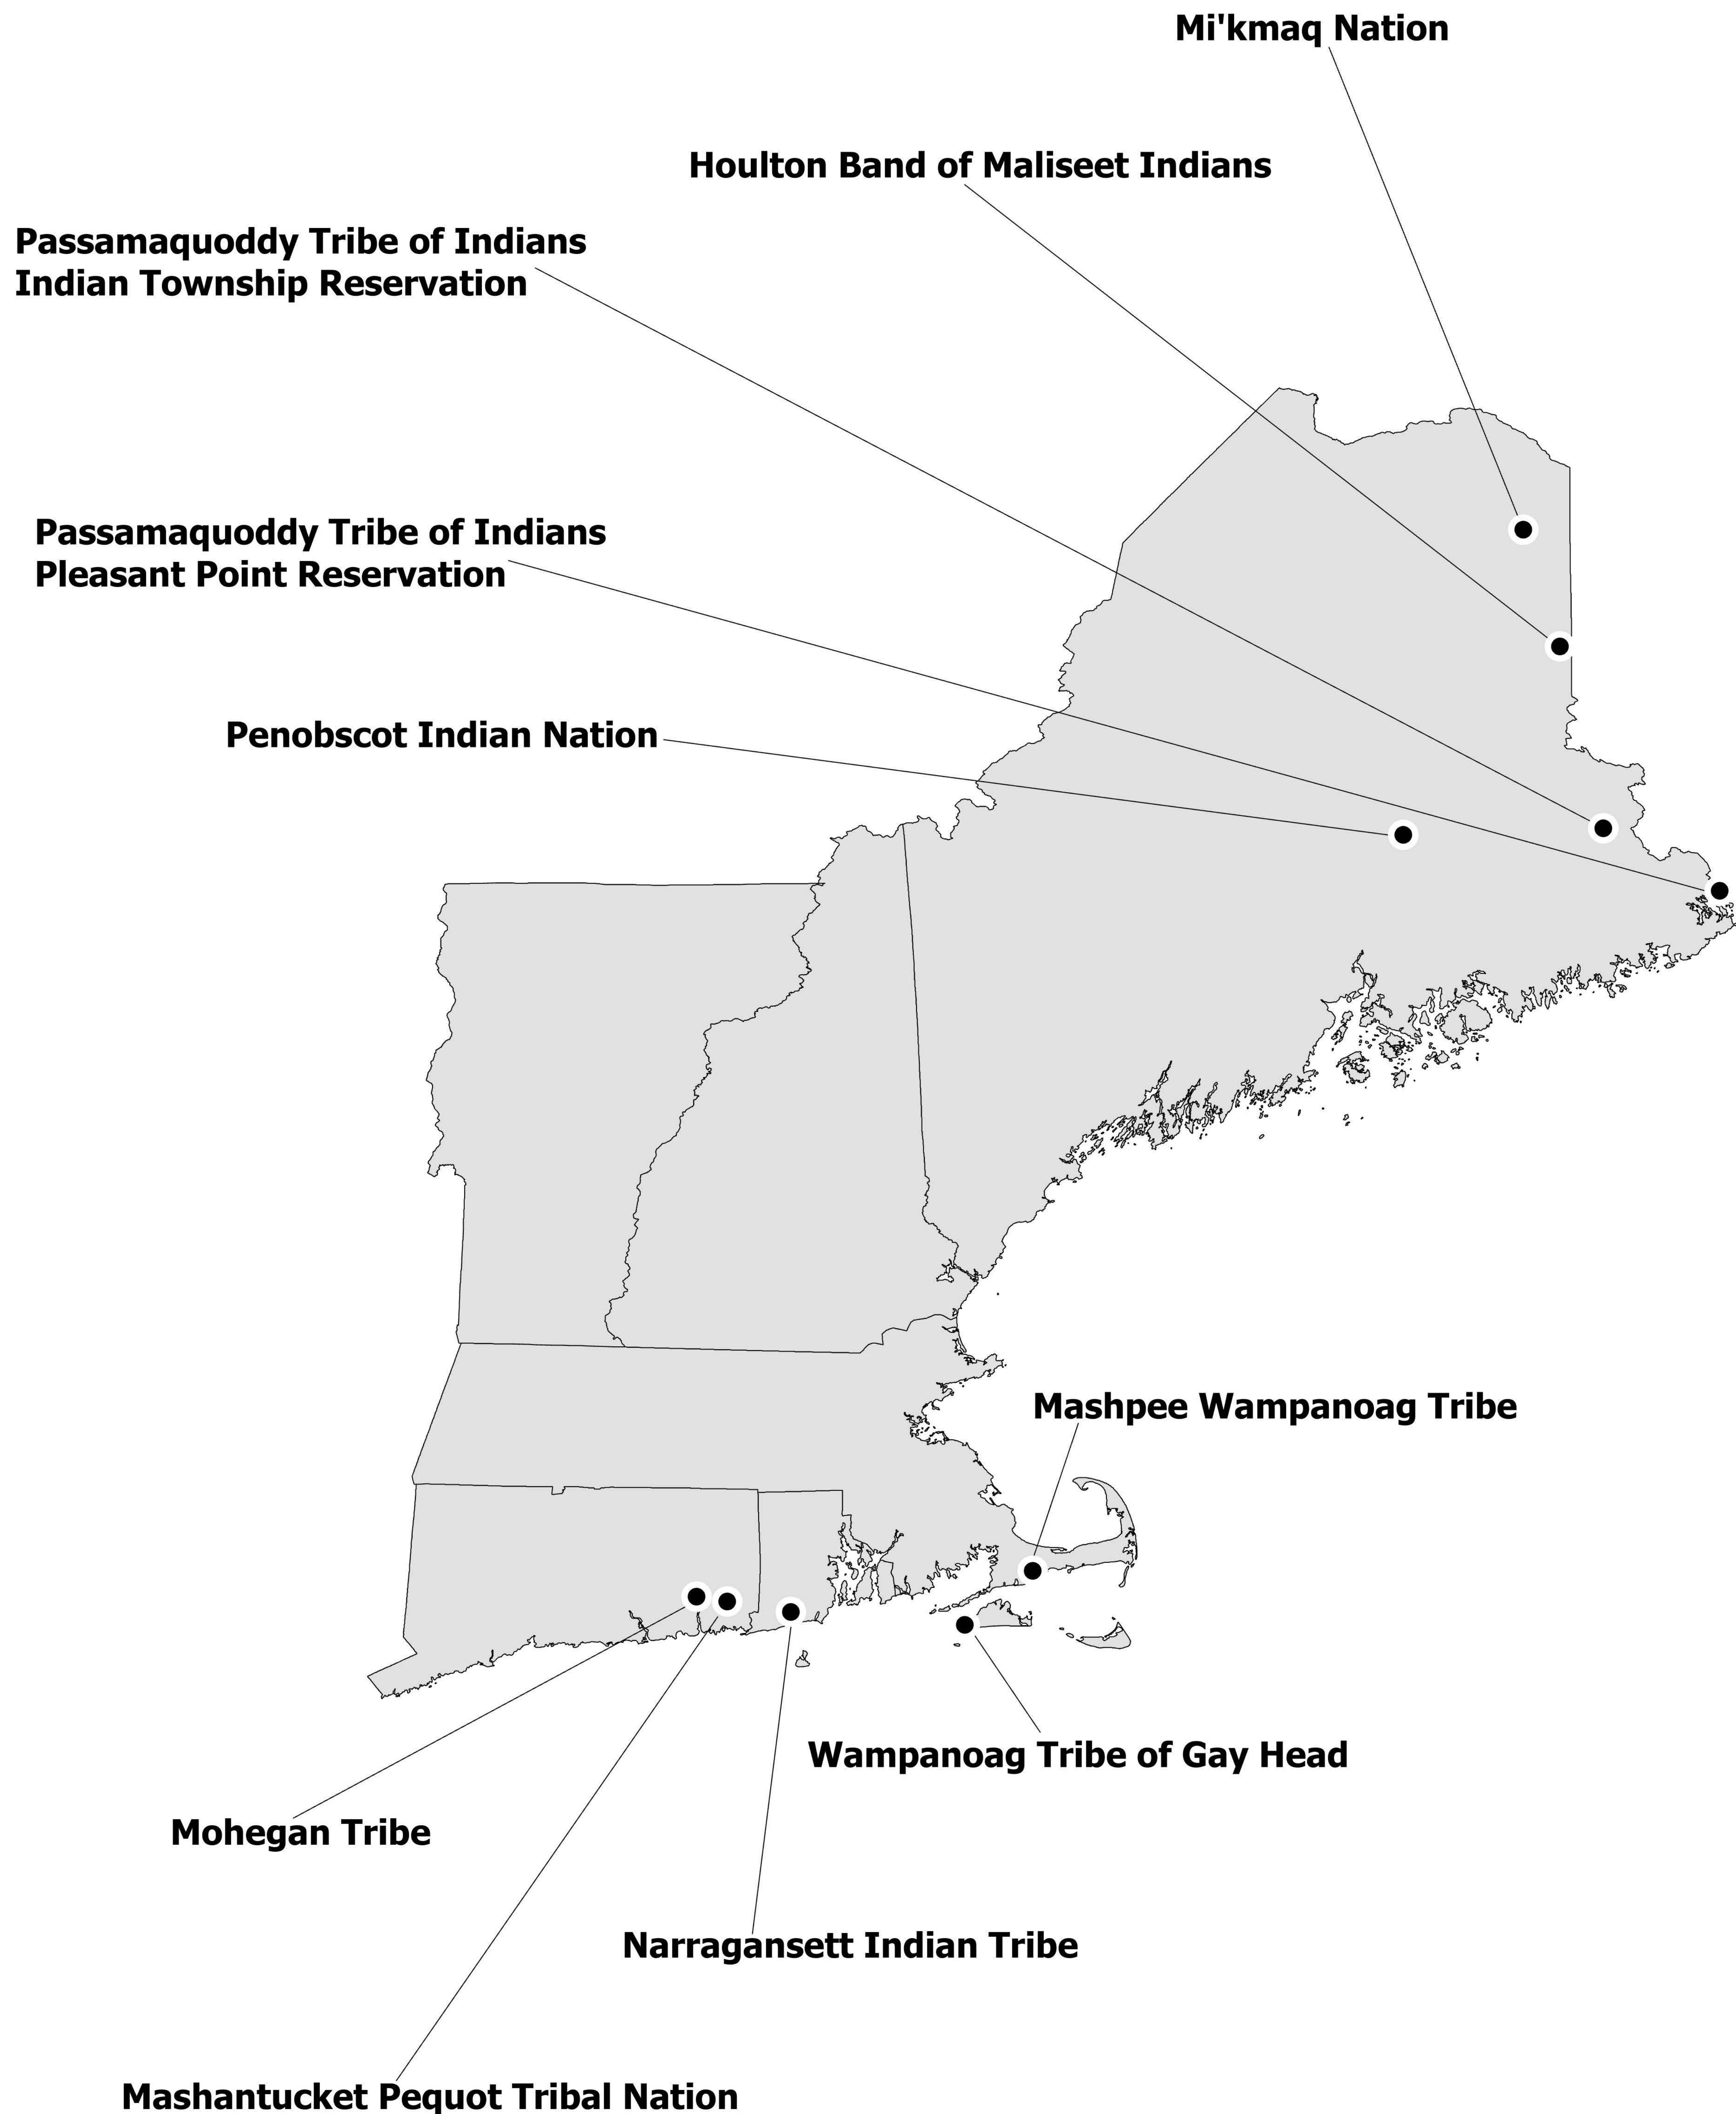 Mi'kmaq Nation
Houlton Band of Maliseet Indians
Passamaquoddy Tribe of Indians
Indian Township Reservation
Passamaquoddy Tribe of Indians
Pleasant Point Reservation
Penobscot Indian Nation
Mashpee Wampanoag Tribe
Wampanoag Tribe of Gay Head
Mohegan Tribe
Narragansett Indian Tribe
Mashantucket Pequot Tribal Nation